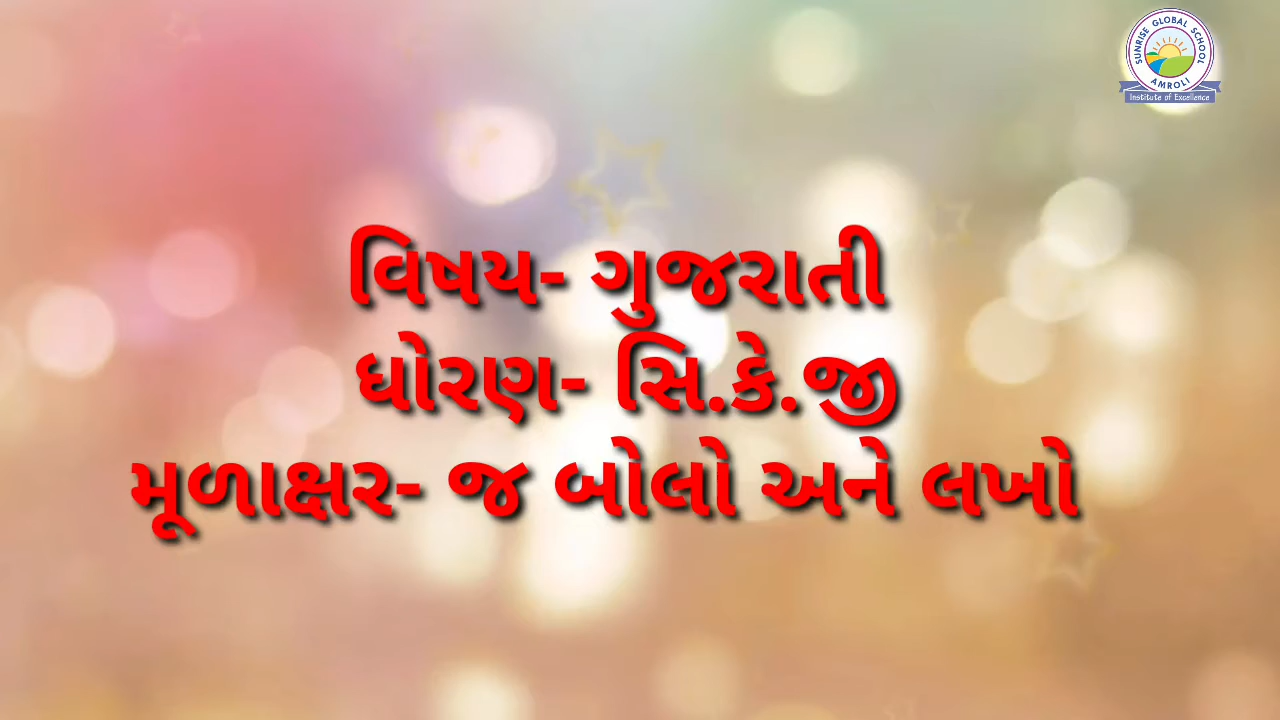 SUNRISE GLOBAL SCHOOL
AMROLI
Institute of Excellence
વિષય- ગુજરાતી
ધોરણ- સિ.કે.જી
મૂળાક્ષર- જ બોલો અને લખો